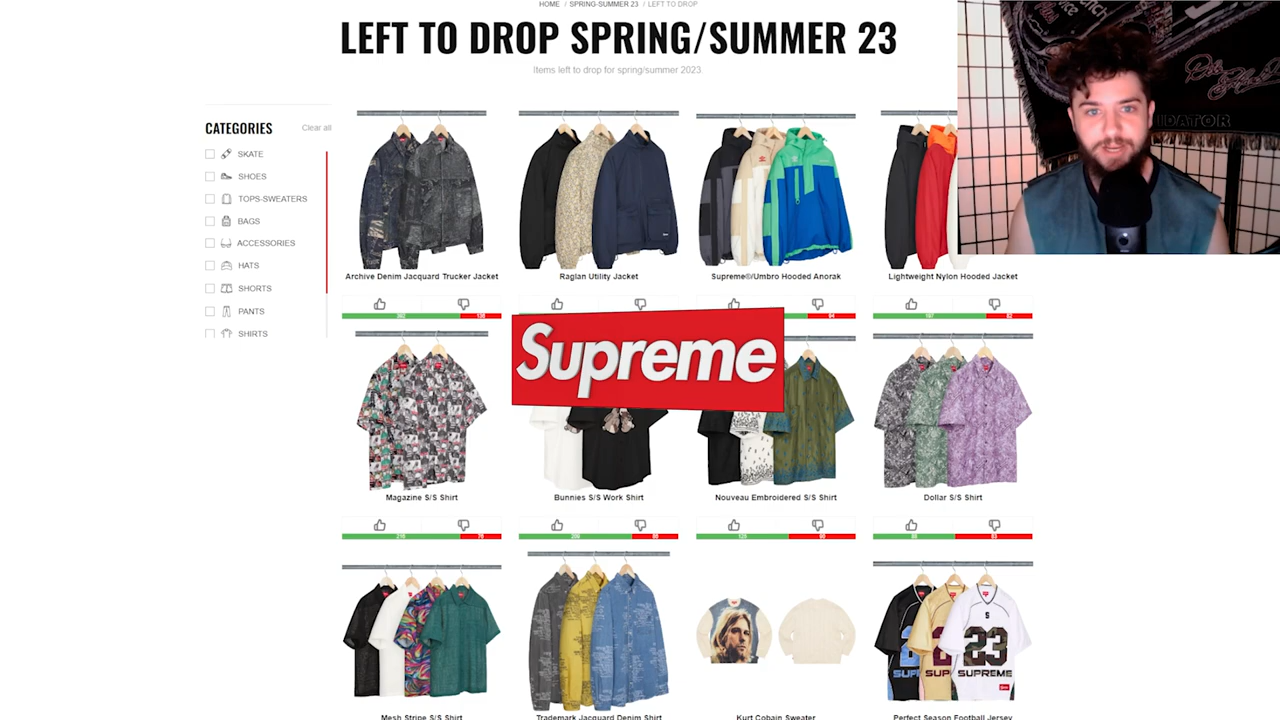 HOME / SPRING-SUMMER 23 / LEFT TO DROP
LEFT TO DROP SPRING/SUMMER 23
Items left to drop for spring/summer 2023
CATEGORIES
Clear all
SKATE
SHOES
TOPS-SWEATERS
BAGS
ACCESSORIES
HATS
SHORTS
PANTS
SHIRTS
Archive Denim Jacquard Trucker Jacket
Raglan Utility Jacket
Supreme®/Umbro Hooded Anorak
Lightweight Nylon Hooded Jacket
Supreme
Magazine S/S Shirt
Bunnies S/S Work Shirt
Nouveau Embroidered S/S Shirt
Dollar S/S Shirt
S
23
SUPREME
Mesh Stripe S/S Shirt
Trademark Jacquard Denim Shirt
Kurt Cobain Sweater
Perfect Season Football Jersey